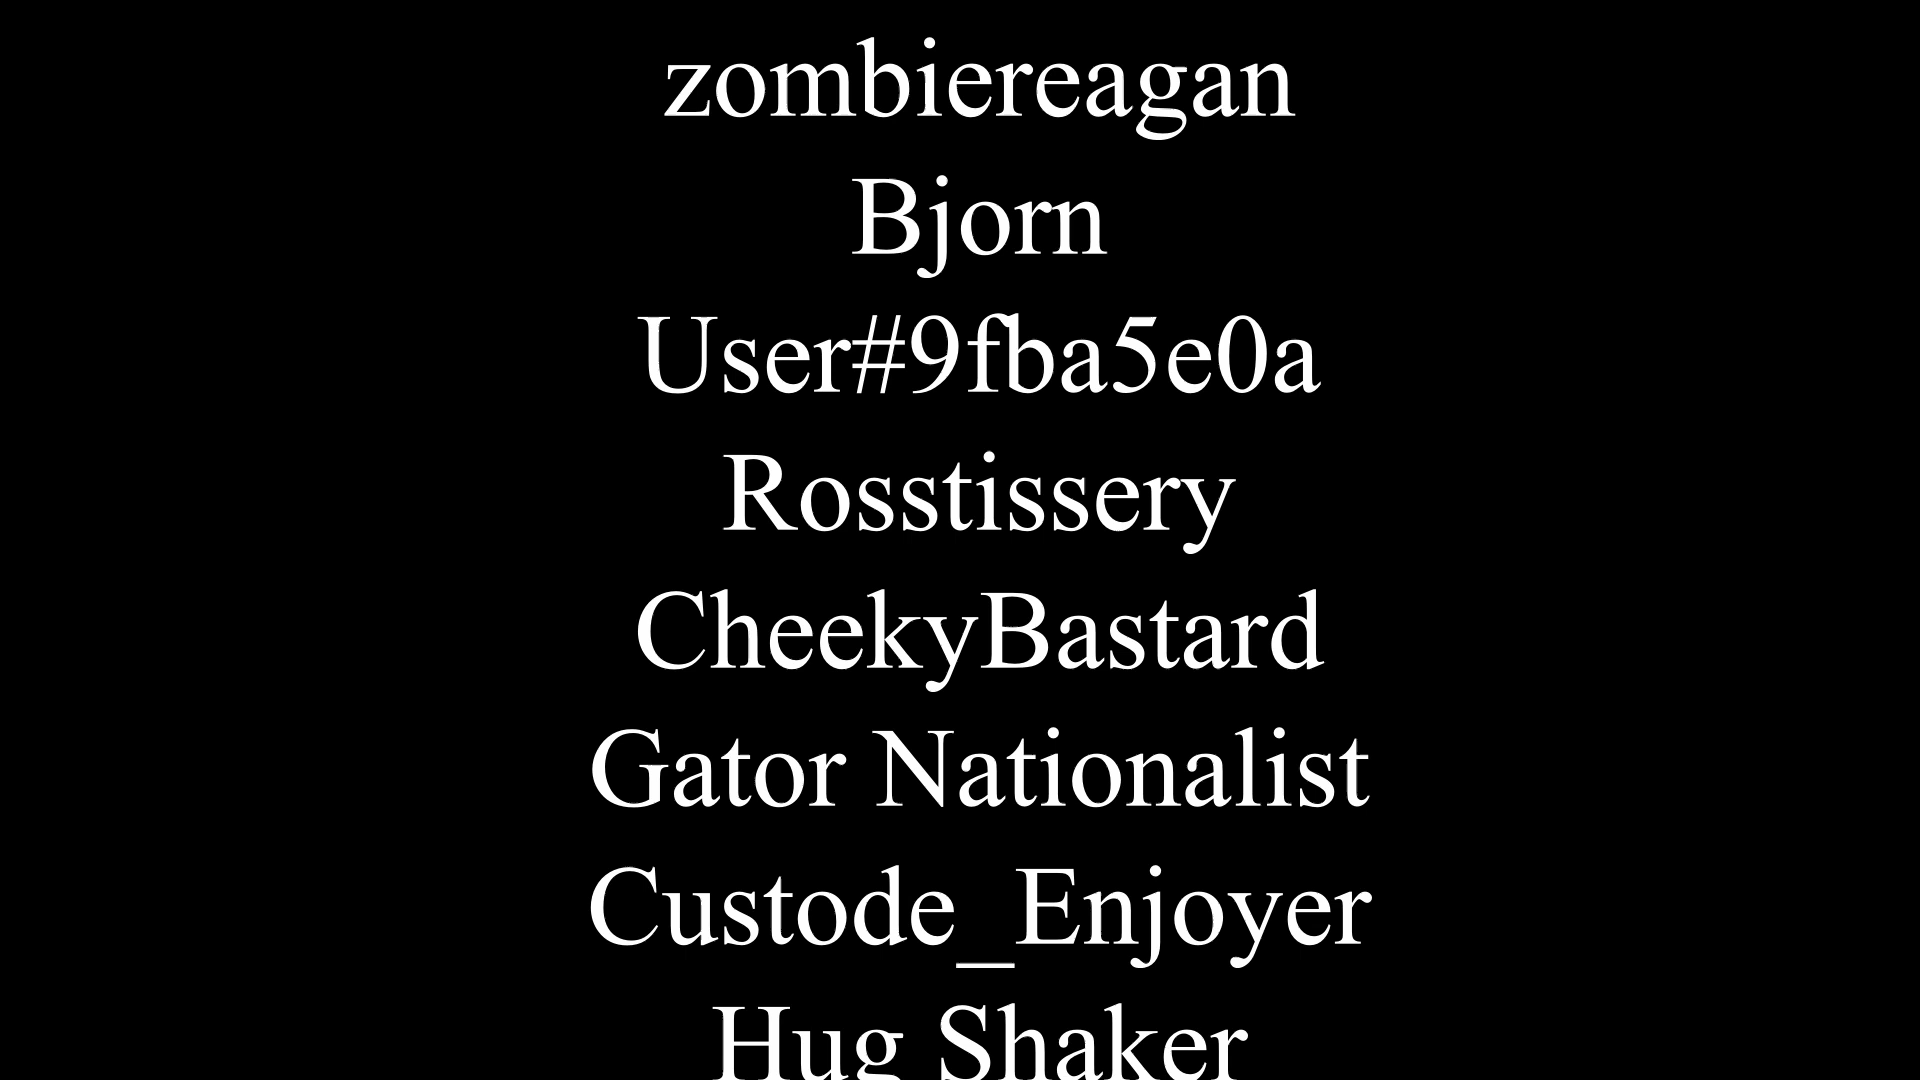 zombiereagan
Bjorn
User#9fba5e0a
Rosstissery
CheekyBastard
Gator Nationalist
Custode_Enjoyer
Hug Shaker